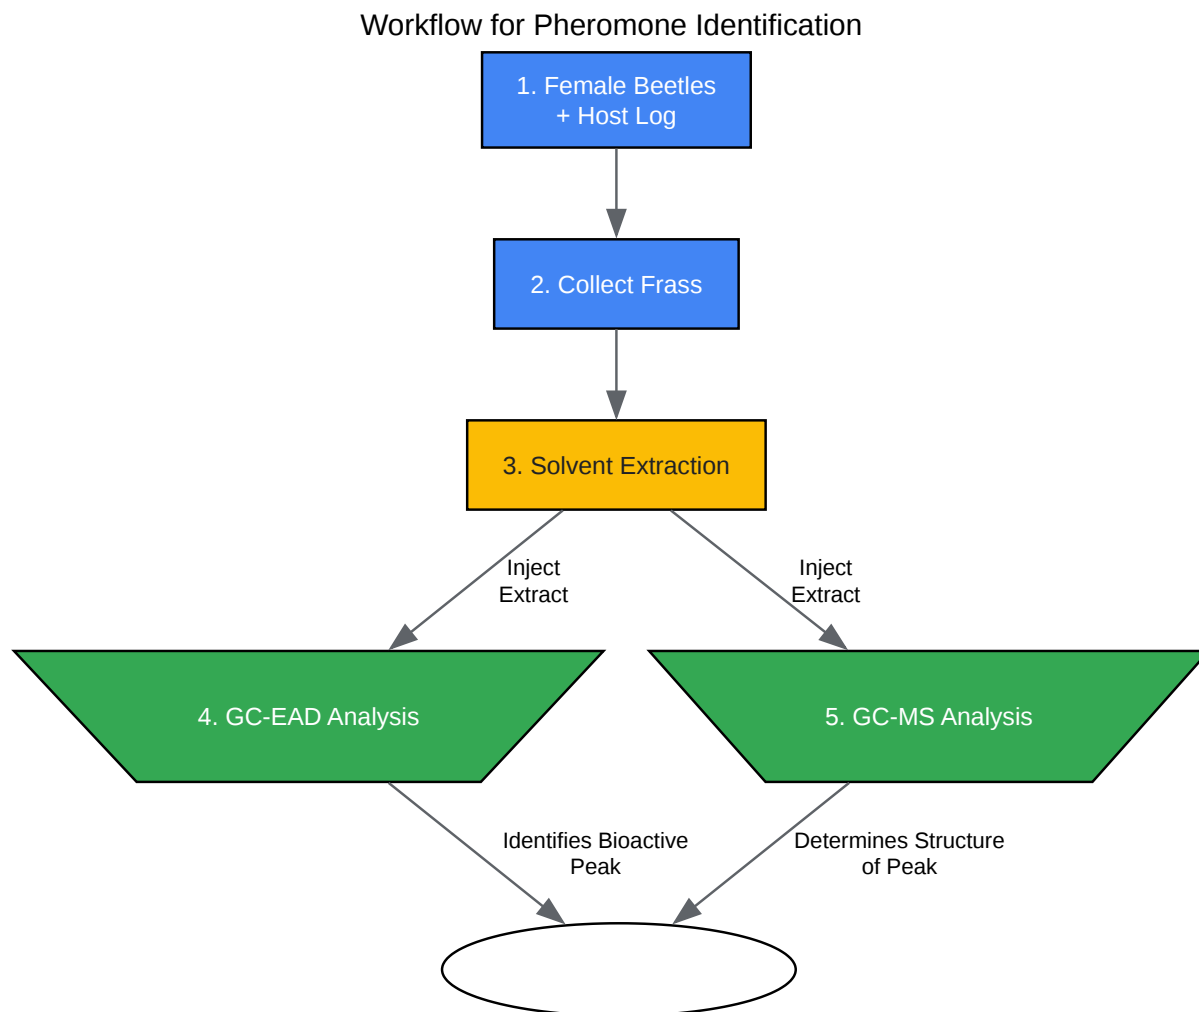 Workflow for Pheromone Identification
1. Female Beetles
+ Host Log
2. Collect Frass
3. Solvent Extraction
Inject
Extract
Inject
Extract
4. GC-EAD Analysis
5. GC-MS Analysis
Identifies Bioactive
Peak
Determines Structure
of Peak